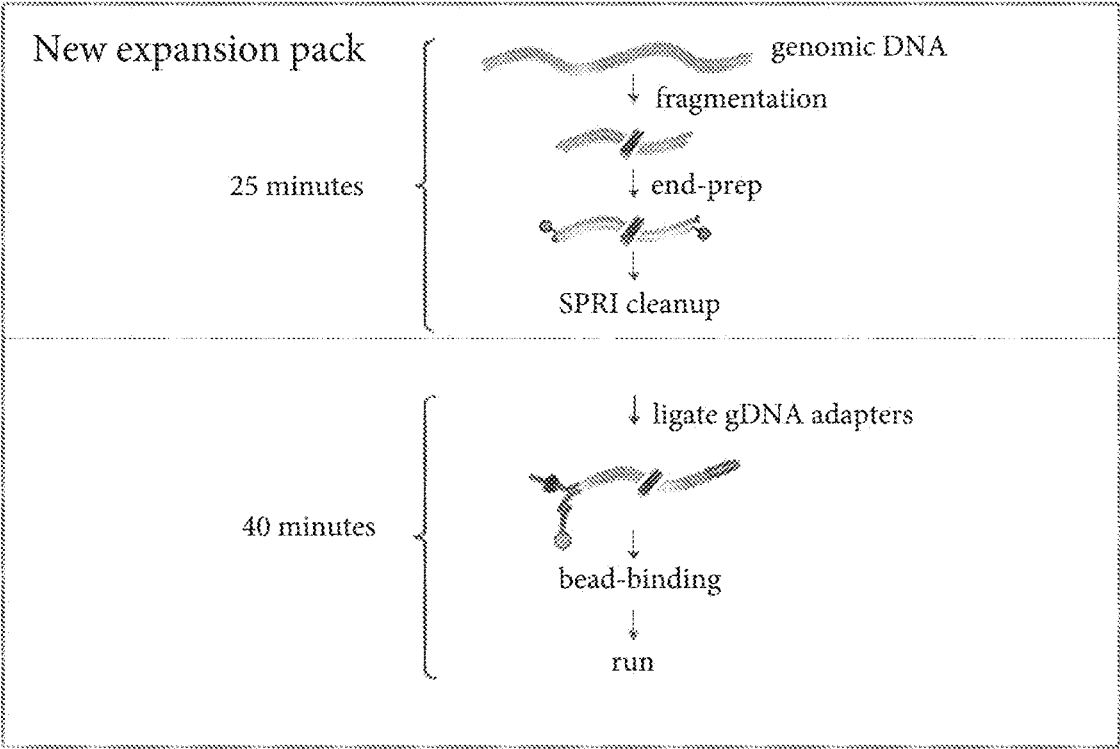 New expansion pack
genomic DNA
fragmentation
25 minutes
end-prep
SPRI cleanup
ligate gDNA adapters
40 minutes
bead-binding
run